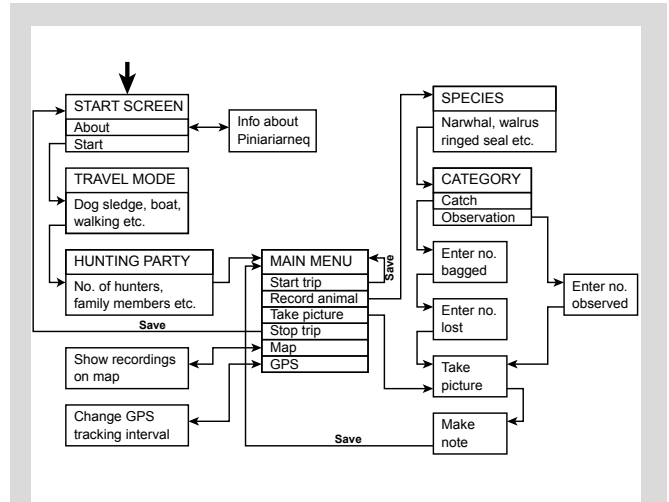 START SCREEN
About
Start
Info about
Piniariarneq
TRAVEL MODE
Dog sledge, boat,
walking etc.
HUNTING PARTY
No. of hunters,
family members etc.
MAIN MENU
Start trip
Record animal
Take picture
Stop trip
Map
GPS
Save
Save
Show recordings
on map
Change GPS
tracking interval
SPECIES
Narwhal, walrus
ringed seal etc.
CATEGORY
Catch
Observation
Enter no.
bagged
Enter no.
lost
Enter no.
observed
Take
picture
Make
note
Save